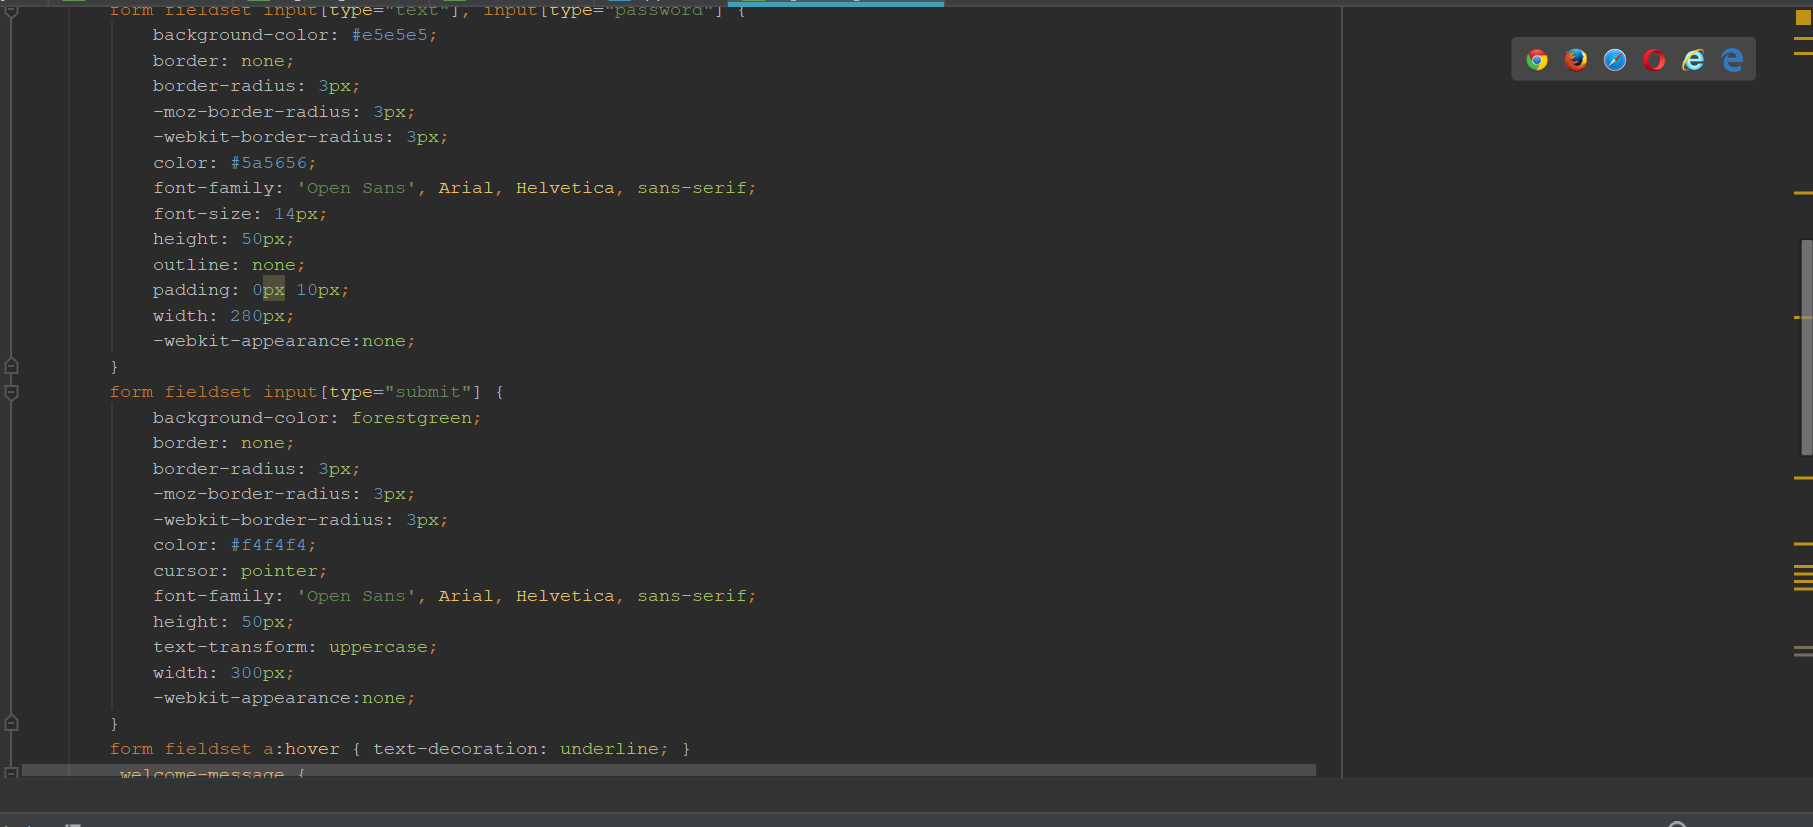 form fieldset input[type="text"], input[type="password"] {
background-color: #e5e5e5;
border: none;
border-radius: 3px;
-moz-border-radius: 3px;
-webkit-border-radius: 3px;
color: #5a5656;
font-family: 'Open Sans', Arial, Helvetica, sans-serif;
font-size: 14px;
height: 50px;
outline: none;
padding: 0px 10px;
width: 280px;
-webkit-appearance:none;
}
form fieldset input[type="submit"] {
background-color: forestgreen;
border: none;
border-radius: 3px;
-moz-border-radius: 3px;
-webkit-border-radius: 3px;
color: #f4f4f4;
cursor: pointer;
font-family: 'Open Sans', Arial, Helvetica, sans-serif;
height: 50px;
text-transform: uppercase;
width: 300px;
-webkit-appearance:none;
}
form fieldset a:hover { text-decoration: underline; }
welcome-message {